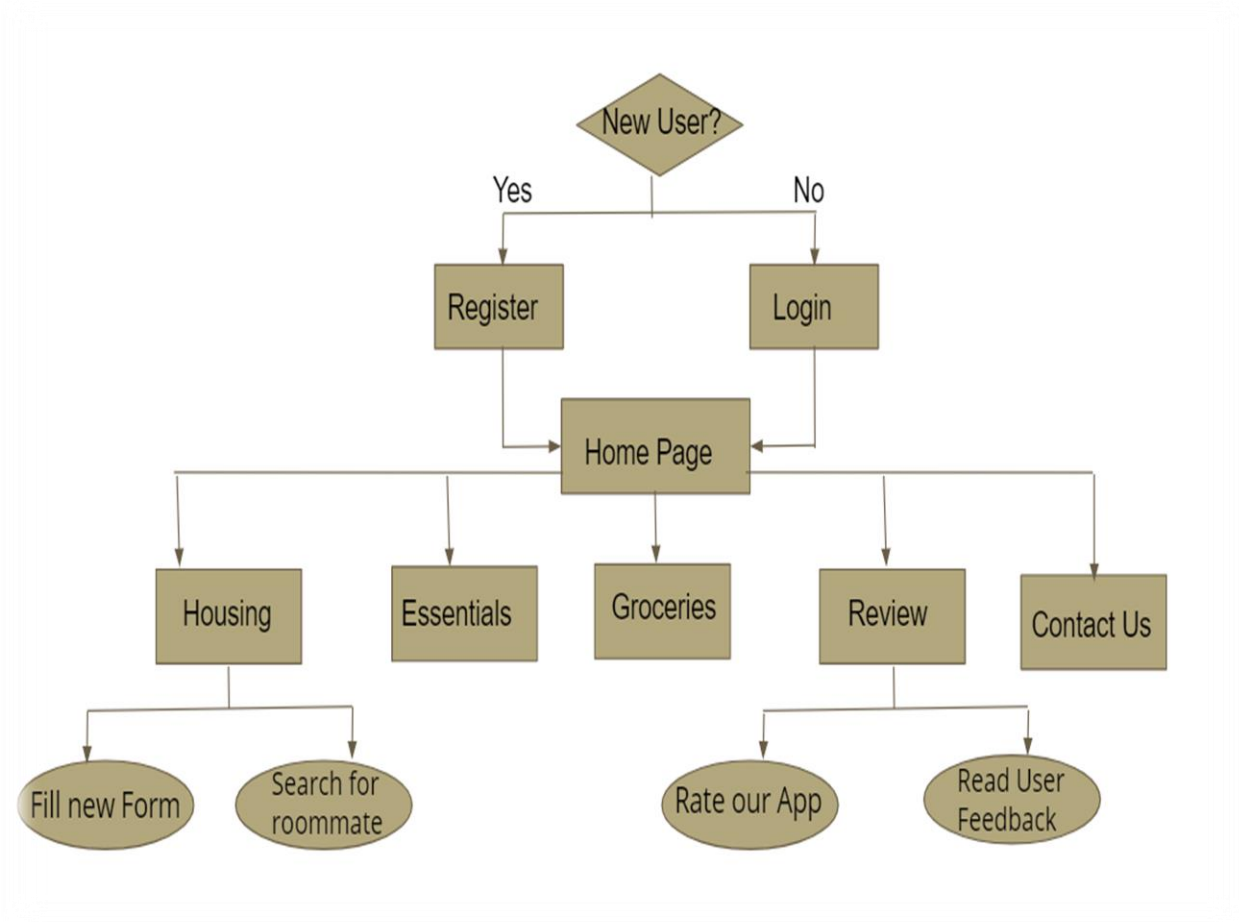 New User?
Yes
No
Register
Login
Home Page
Housing
Essentials
Groceries
Review
Contact Us
Fill new Form
Search for
roommate
Rate our App
Read User
Feedback